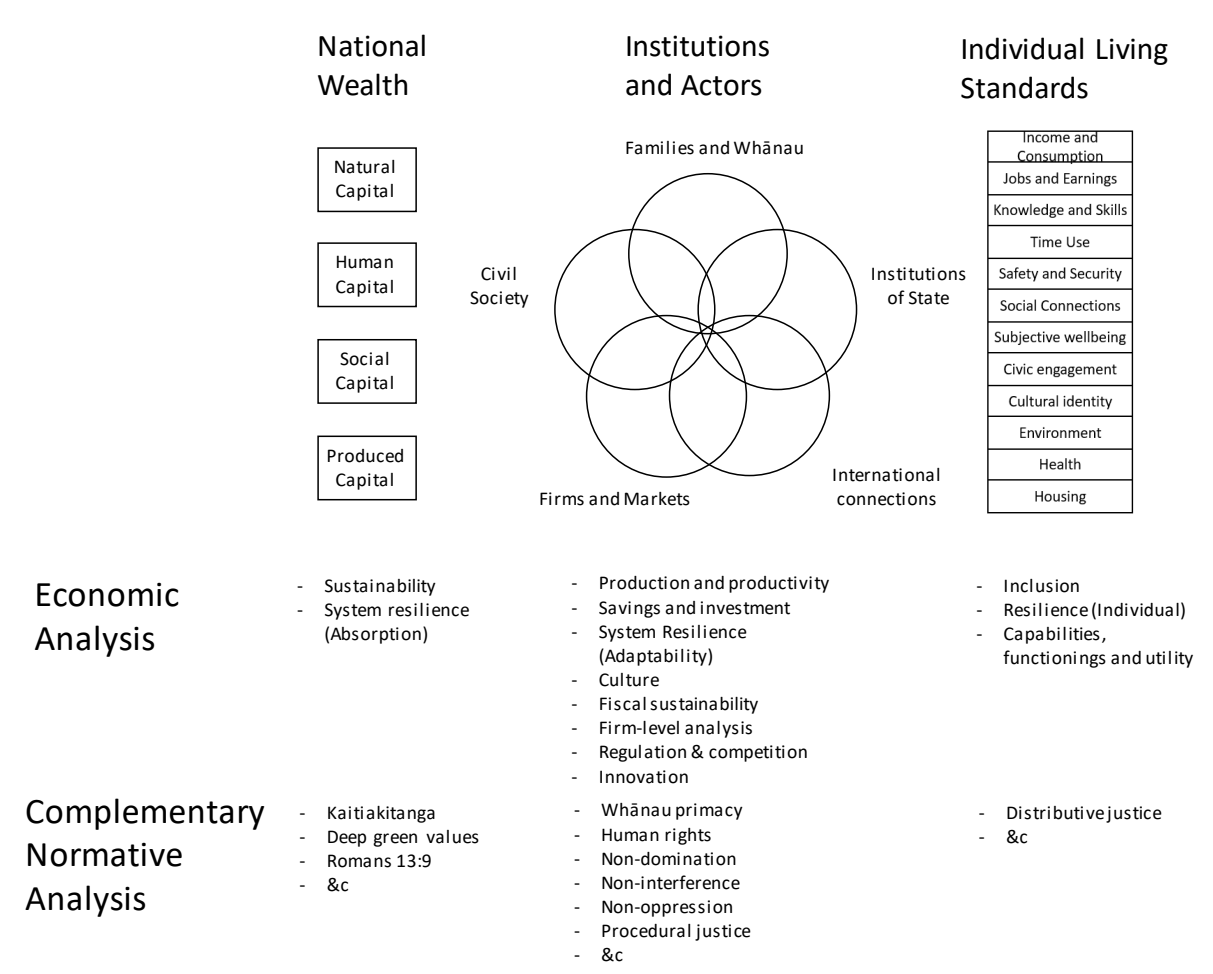 National
Wealth
Institutions
and Actors
Individual Living
Standards
Natural
Capital
Human
Capital
Social
Capital
Produced
Capital
Families and Whānau
Civil
Society
Institutions
of State
Firms and Markets
International
connections
Income and
Consumption
Jobs and Earnings
Knowledge and Skills
Time Use
Safety and Security
Social Connections
Subjective wellbeing
Civic engagement
Cultural identity
Environment
Health
Housing
Economic
Analysis
- Sustainability
- System resilience
(Absorption)
- Production and productivity
- Savings and investment
- System Resilience
(Adaptability)
- Culture
- Fiscal sustainability
- Firm-level analysis
- Regulation & competition
- Innovation
- Inclusion
- Resilience (Individual)
- Capabilities,
functionings and utility
Complementary
Normative
Analysis
- Kaitiakitanga
- Deep green values
- Romans 13:9
- &c
- Whānau primacy
- Human rights
- Non-domination
- Non-interference
- Non-oppression
- Procedural justice
- &c
- Distributive justice
- &c